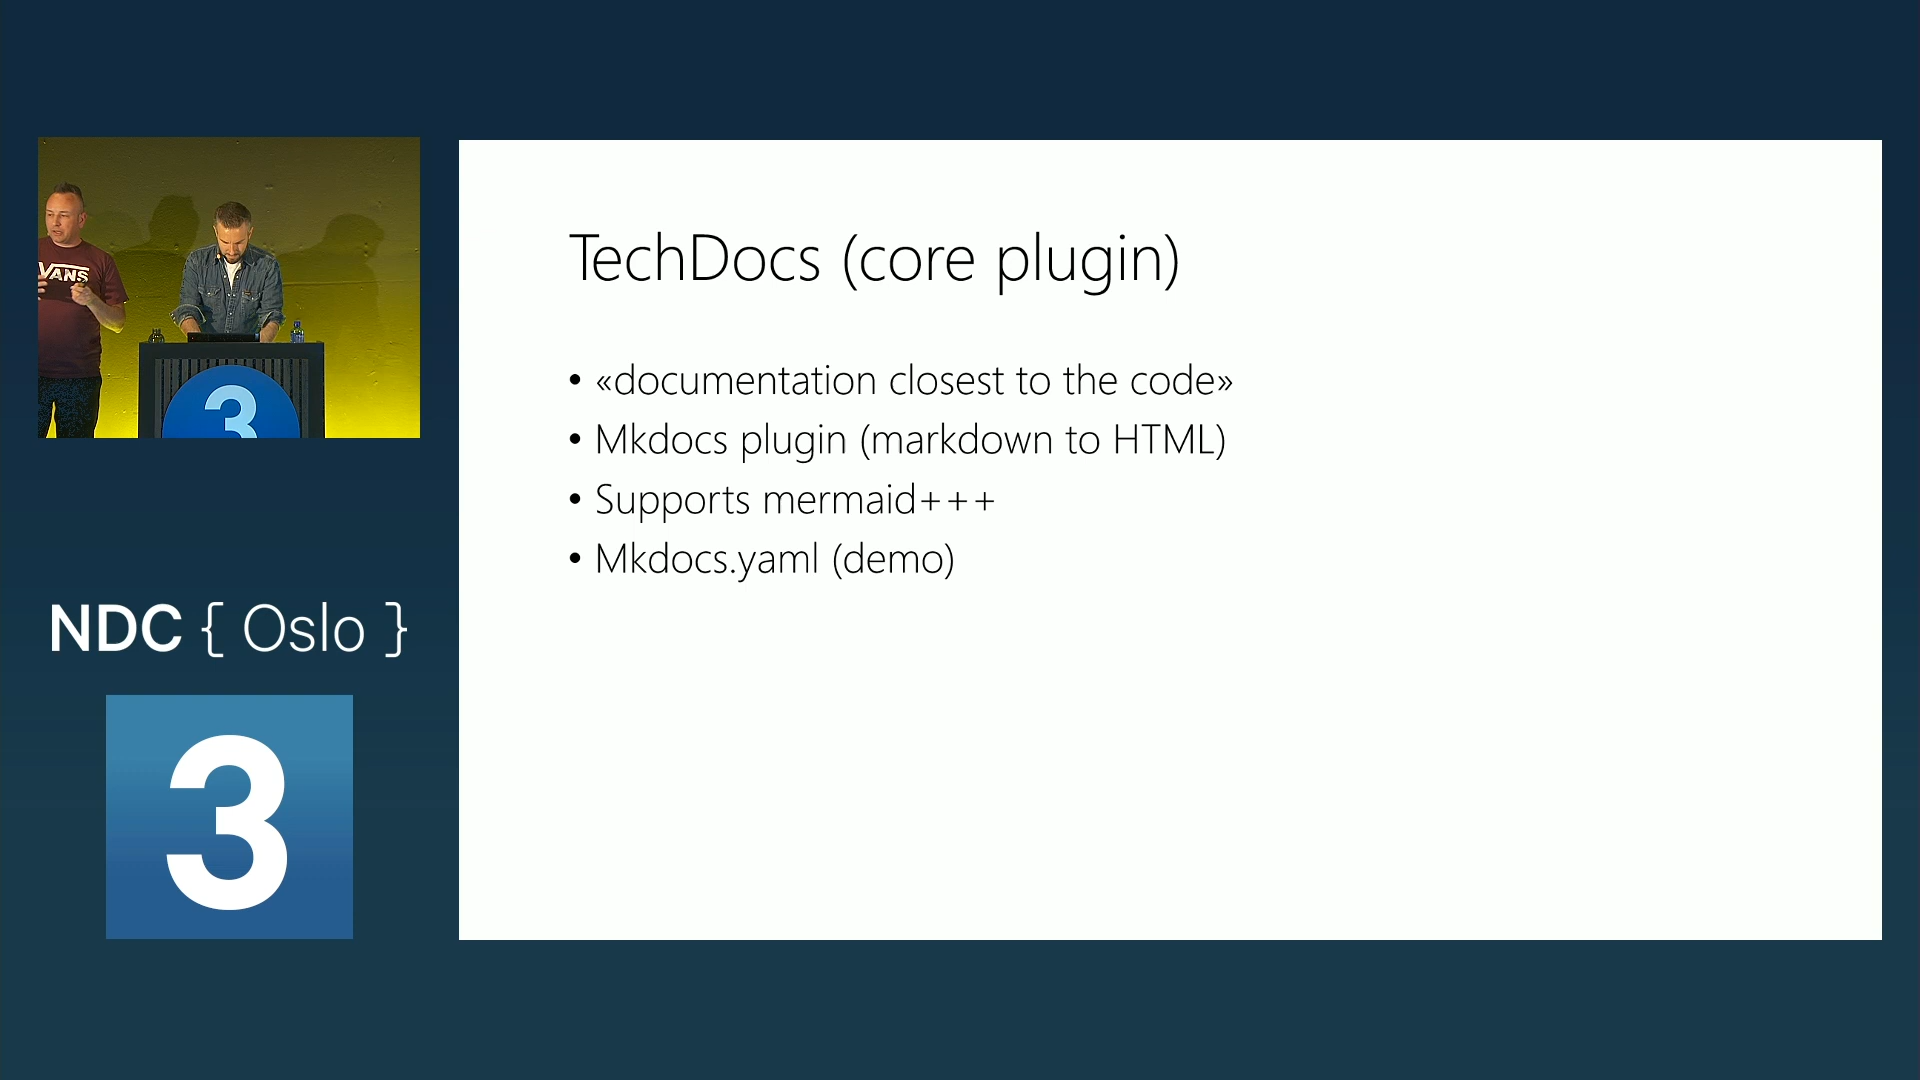 VANS
3
NDC { Oslo }
3
TechDocs (core plugin)
• «documentation closest to the code»
• Mkdocs plugin (markdown to HTML)
• Supports mermaid+++
• Mkdocs.yaml (demo)